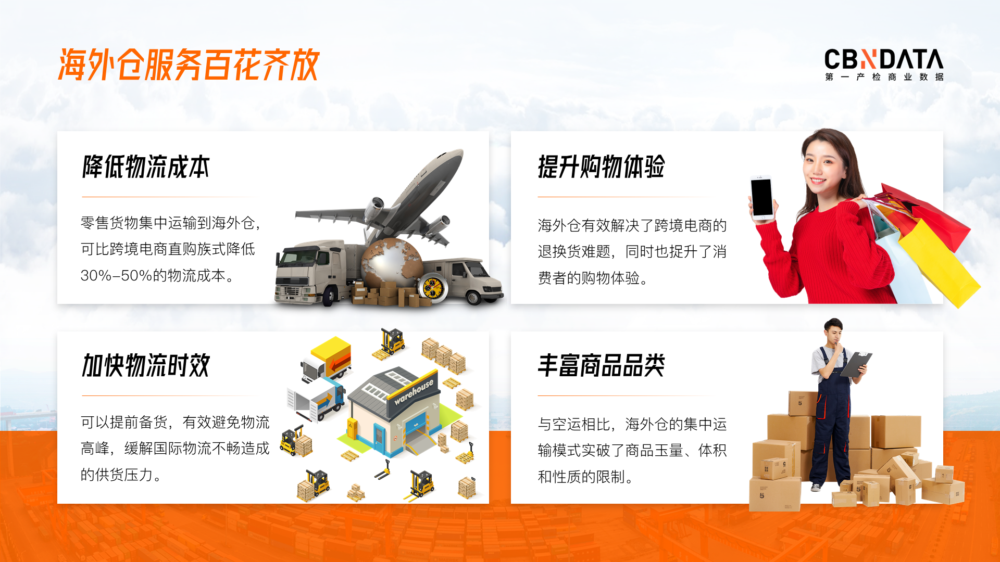 海外仓服务百花齐放
CBNDATA
第一产检商业数据
降低物流成本
零售货物集中运输到海外仓，
可比跨境电商直购族式降低
30%-50%的物流成本。
提升购物体验
海外仓有效解决了跨境电商的
退换货难题，同时也捉升了消
费者的购物体验。
加快物流时效
可以提前备货，有效避免物流
高峰，缓解国际物流不畅造成
的供货压力。
warehouse
丰富商品品类
与空运相比，海外仓的集中运
输模式实破了商品玉量、体积
和性质的限制。
5
5
5
5